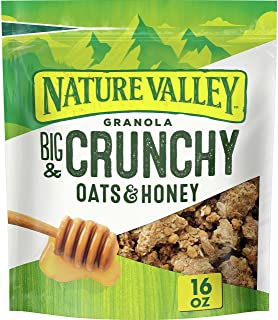 NATURE VALLEY
GRANOLA
BIG
& CRUNCHY
OATS & HONEY
16
OZ